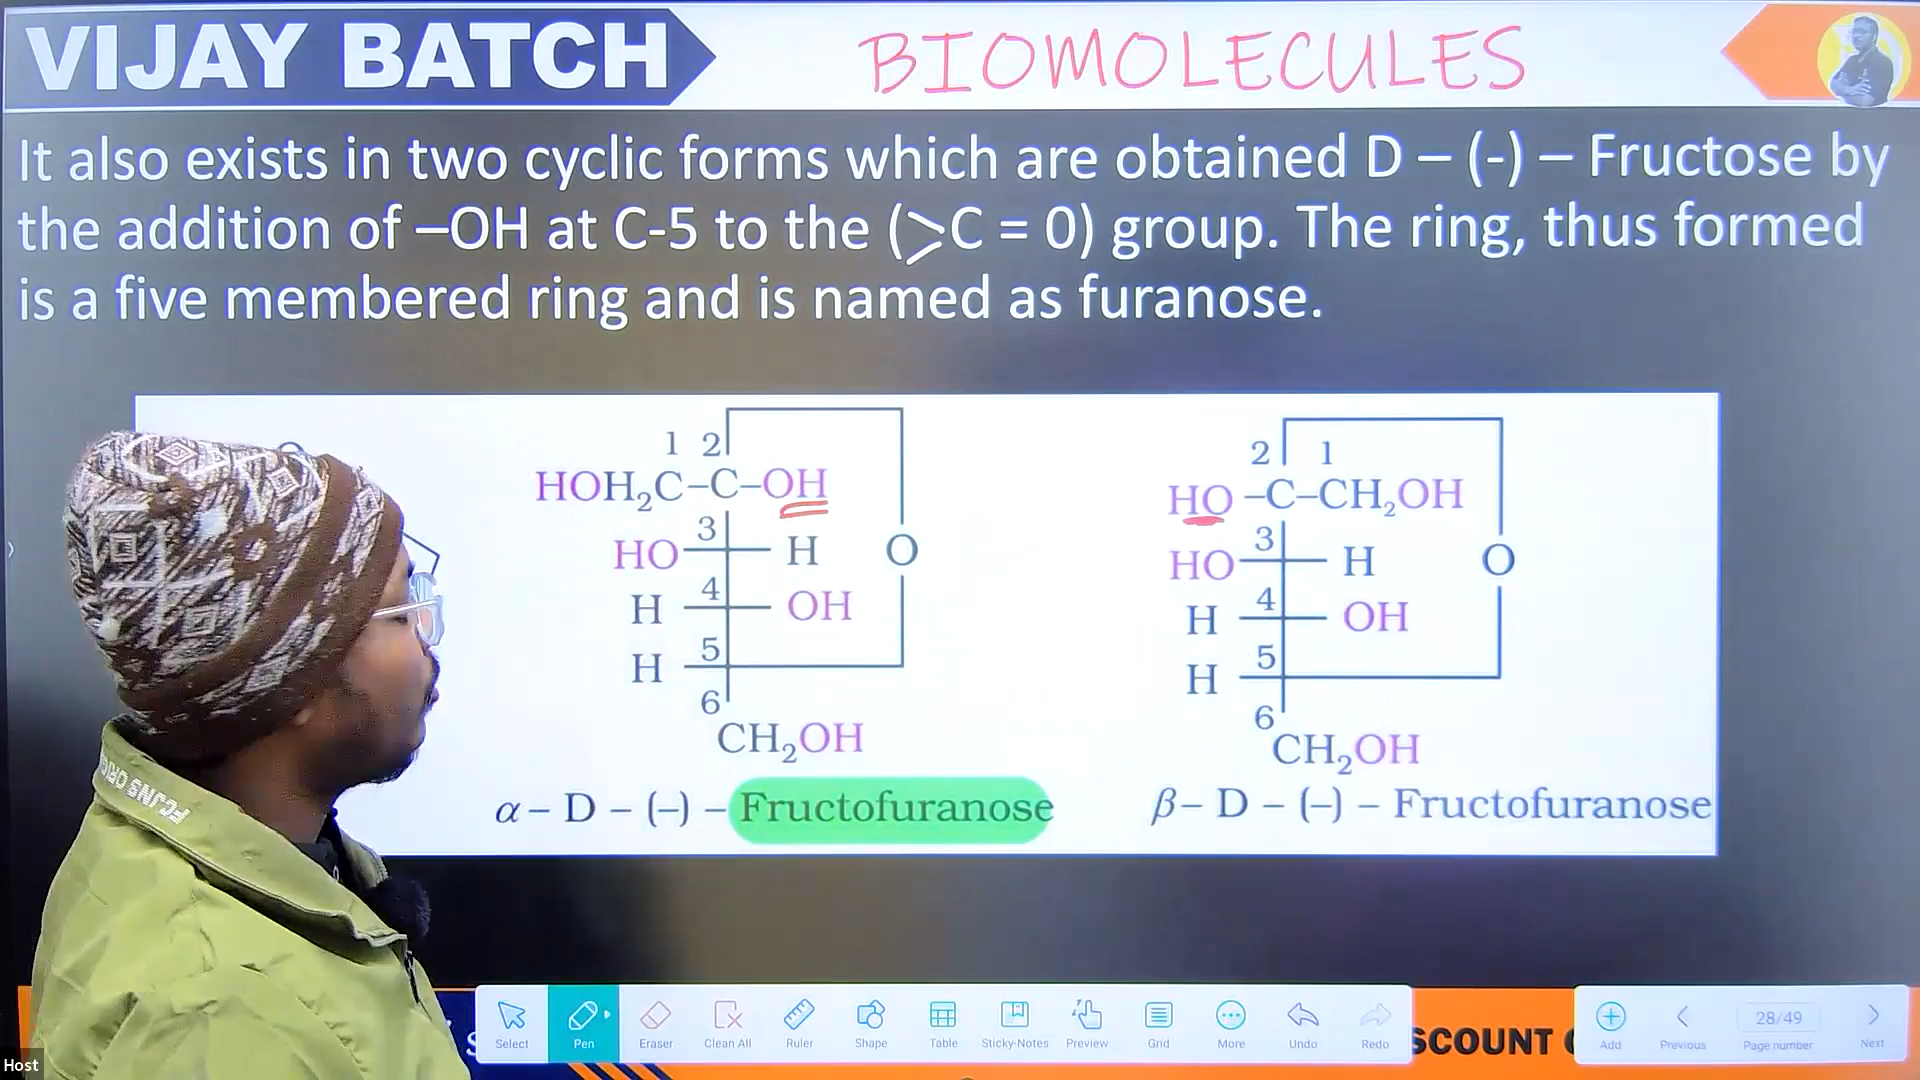 VIJAY BATCH
BIOMOLECULES
It also exists in two cyclic forms which are obtained D – (-) – Fructose by
the addition of –OH at C-5 to the (>C = 0) group. The ring, thus formed
is a five membered ring and is named as furanose.
1 2
HOH₂C–C–OH
3
HO H O
4
H OH
5
H
6
CH₂OH
α – D – (–) – Fructofuranose
2 1
HO –C–CH₂OH
3
HO H O
4
H OH
5
H
6
CH₂OH
β – D – (–) – Fructofuranose
Select
Pen
Eraser
Clean All
Ruler
Shape
Table
Sticky-Notes
Preview
Grid
More
Undo
Redo
SCOUNT
Add
Previous
28/49
Page number
Next
Host